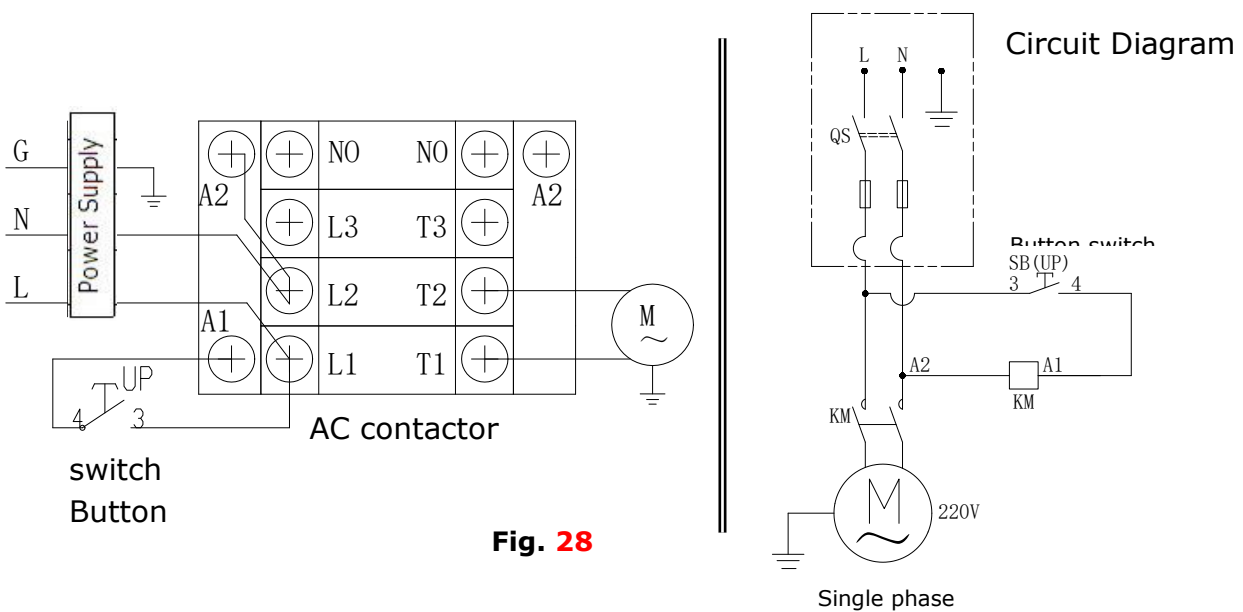 G
N
L
Power Supply
A2
NO
NO
A2
L3
T3
L2
T2
A1
L1
T1
M
UP
4
3
AC contactor
switch
Button
Fig. 28
Circuit Diagram
L
N
QS
Button switch
SB(UP)
3
4
A2
A1
KM
KM
M
220V
Single phase